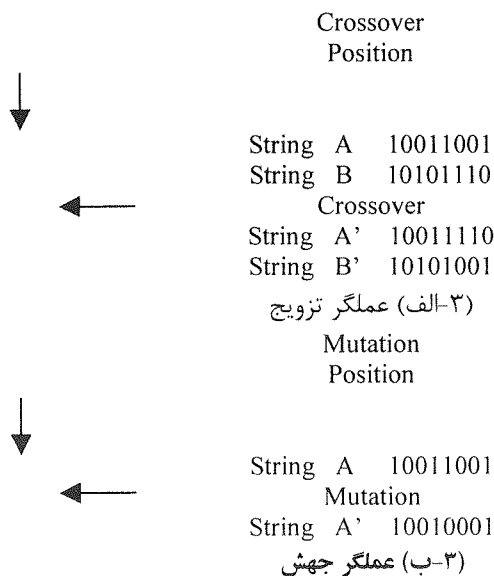 Crossover
Position
String A 10011001
String B 10101110
Crossover
String A’ 10011110
String B’ 10101001
(۳-الف) عملگر تزویج
Mutation
Position
String A 10011001
Mutation
String A’ 10010001
(۳-ب) عملگر جهش